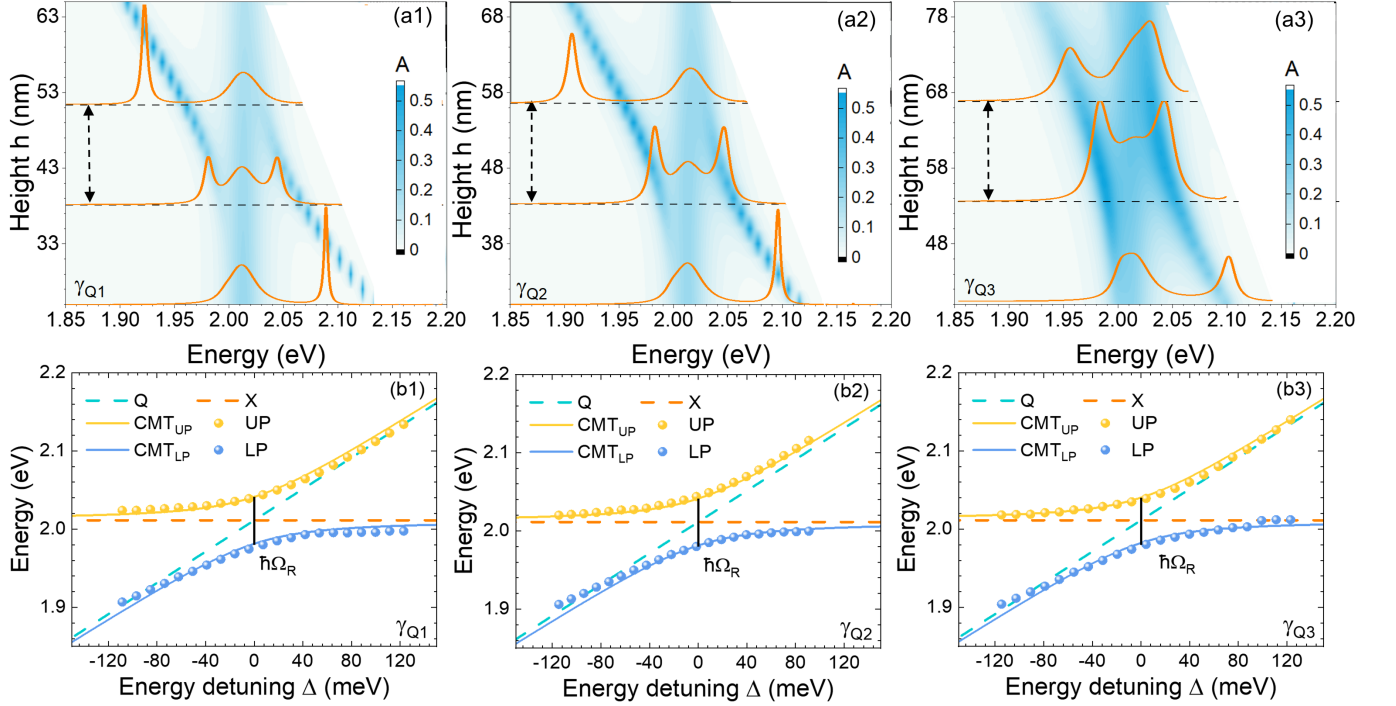 (a1)
Height h (nm)
63
53
43
33
A
0.5
0.4
0.3
0.2
0.1
0
γQ1
1.85 1.90 1.95 2.00 2.05 2.10 2.15 2.20
Energy (eV)
(a2)
Height h (nm)
68
58
48
38
A
0.5
0.4
0.3
0.2
0.1
0
γQ2
1.85 1.90 1.95 2.00 2.05 2.10 2.15 2.20
Energy (eV)
(a3)
Height h (nm)
78
68
58
48
A
0.5
0.4
0.3
0.2
0.1
0
γQ3
1.85 1.90 1.95 2.00 2.05 2.10 2.15 2.20
Energy (eV)
(b1)
Energy (eV)
2.2
2.1
2.0
1.9
Q X
CMTUP UP
CMTLP LP
ħΩR
γQ1
-120 -80 -40 0 40 80 120
Energy detuning Δ (meV)
(b2)
Energy (eV)
2.2
2.1
2.0
1.9
Q X
CMTUP UP
CMTLP LP
ħΩR
γQ2
-120 -80 -40 0 40 80 120
Energy detuning Δ (meV)
(b3)
Energy (eV)
2.2
2.1
2.0
1.9
Q X
CMTUP UP
CMTLP LP
ħΩR
γQ3
-120 -80 -40 0 40 80 120
Energy detuning Δ (meV)